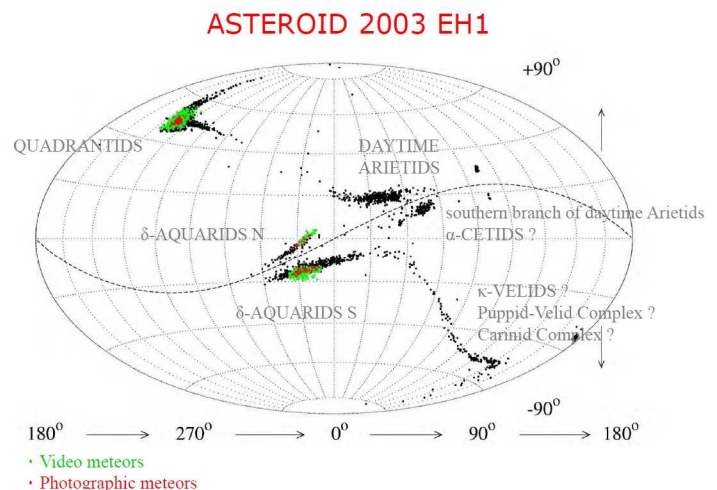 ASTEROID 2003 EH1
+90°
QUADRANTIDS
DAYTIME
ARIETIDS
southern branch of daytime Arietids
δ-AQUARIDS N
α-CETIDS ?
κ-VELIDS ?
δ-AQUARIDS S
Puppid-Velid Complex ?
Carinid Complex ?
-90°
180° 270° 0° 90° 180°
· Video meteors
· Photographic meteors